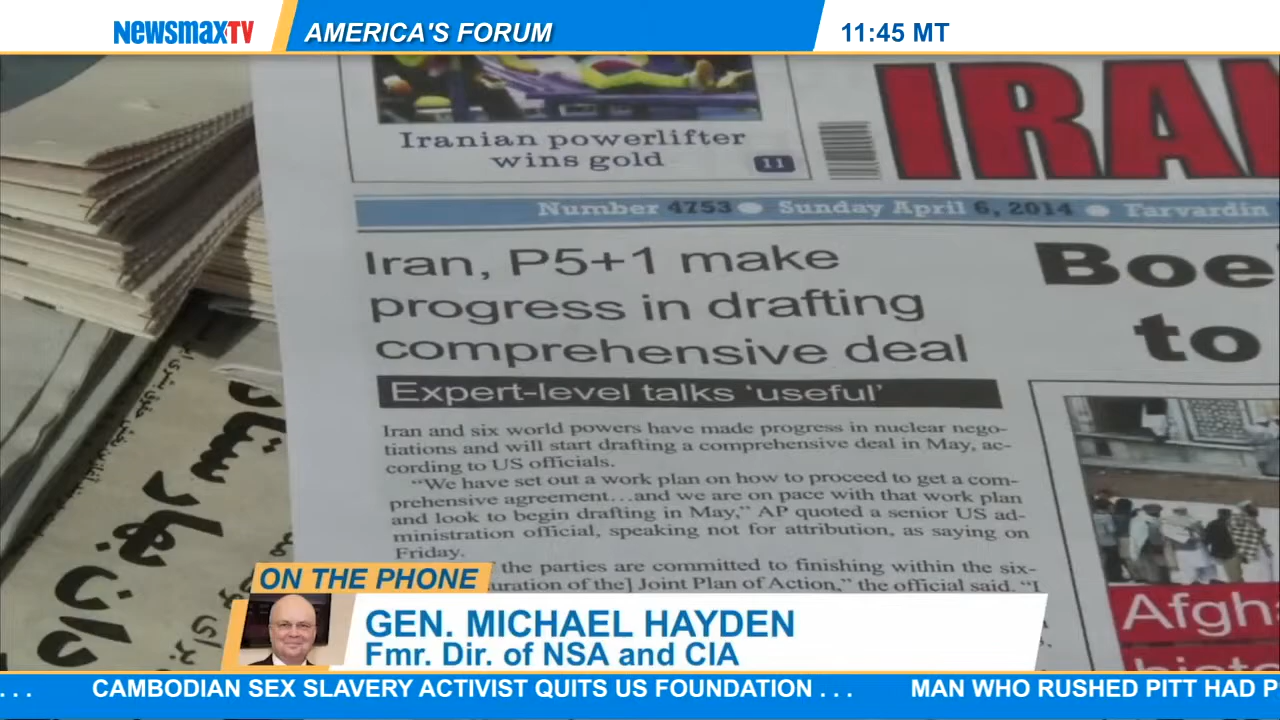 NEWSMAXTV
AMERICA'S FORUM
11:45 MT
Iranian powerlifter
wins gold
11
IRA
Number 4753 ● Sunday April 6, 2014 ● Farvardin
Iran, P5+1 make
progress in drafting
comprehensive deal
Boe
to
Expert-level talks ‘useful’
Iran and six world powers have made progress in nuclear nego-
tiations and will start drafting a comprehensive deal in May, ac-
cording to US officials.
“We have set out a work plan on how to proceed to get a com-
prehensive agreement…and we are on pace with that work plan
and look to begin drafting in May,” AP quoted a senior US ad-
ministration official, speaking not for attribution, as saying on
Friday.
the parties are committed to finishing within the six-
uration of the] Joint Plan of Action,” the official said. “I
Afgh
ON THE PHONE
GEN. MICHAEL HAYDEN
Fmr. Dir. of NSA and CIA
. . . CAMBODIAN SEX SLAVERY ACTIVIST QUITS US FOUNDATION . . . MAN WHO RUSHED PITT HAD P